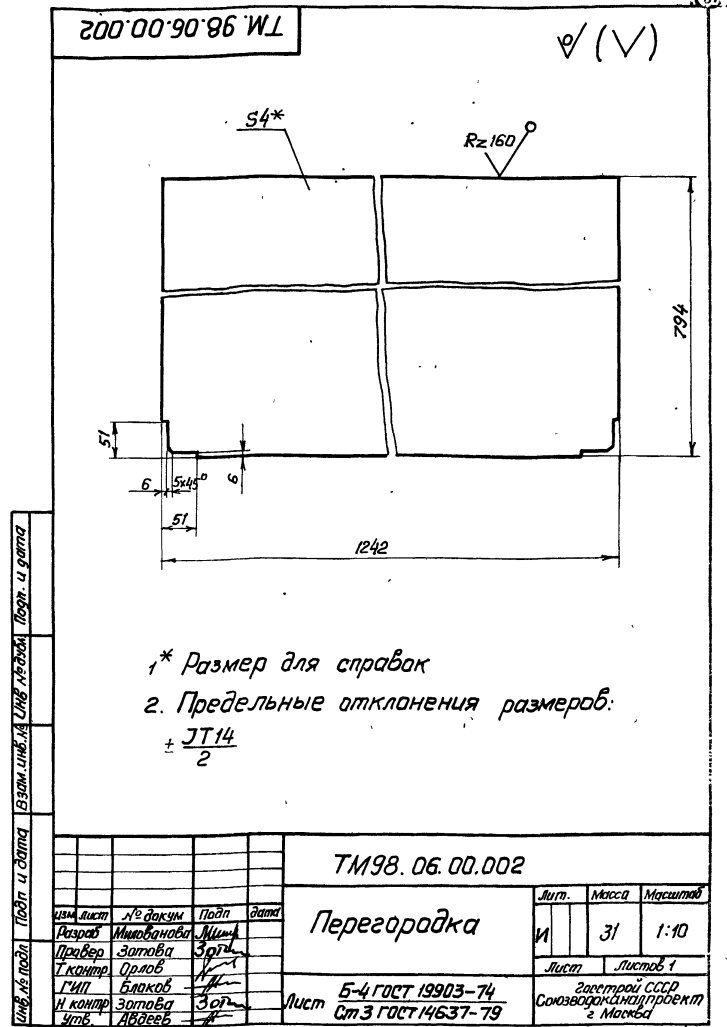 ТМ. 98.06.00.002
S4*
Rz 160
794
51
6
5x45°
6
51
1242
1* Размер для справок
2. Предельные отклонения размеров:
± JT14
2
Инв. № подл
Подп и дата
Взам. инв. №
Инв № дубл
Подп. и дата
ТМ98. 06. 00.002
Изм лист № докум Подп дата
Разраб Милованова
Провер Зотова
Т контр Орлов
ГИП Блаков
Н контр Зотова
Утв. Авдеев
Перегородка
Лит. Масса Масштаб
И 31 1:10
Лист Листов 1
Лист Б-4 ГОСТ 19903-74
Ст3 ГОСТ 14637-79
госстрой СССР
Союзводоканалпроект
г Москва